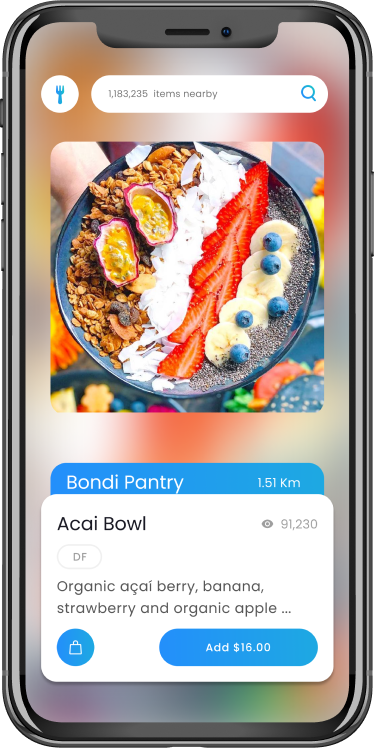 1,183,235 items nearby
Bondi Pantry 1.51 Km
Acai Bowl 91,230
DF
Organic açaí berry, banana,
strawberry and organic apple ...
Add $16.00